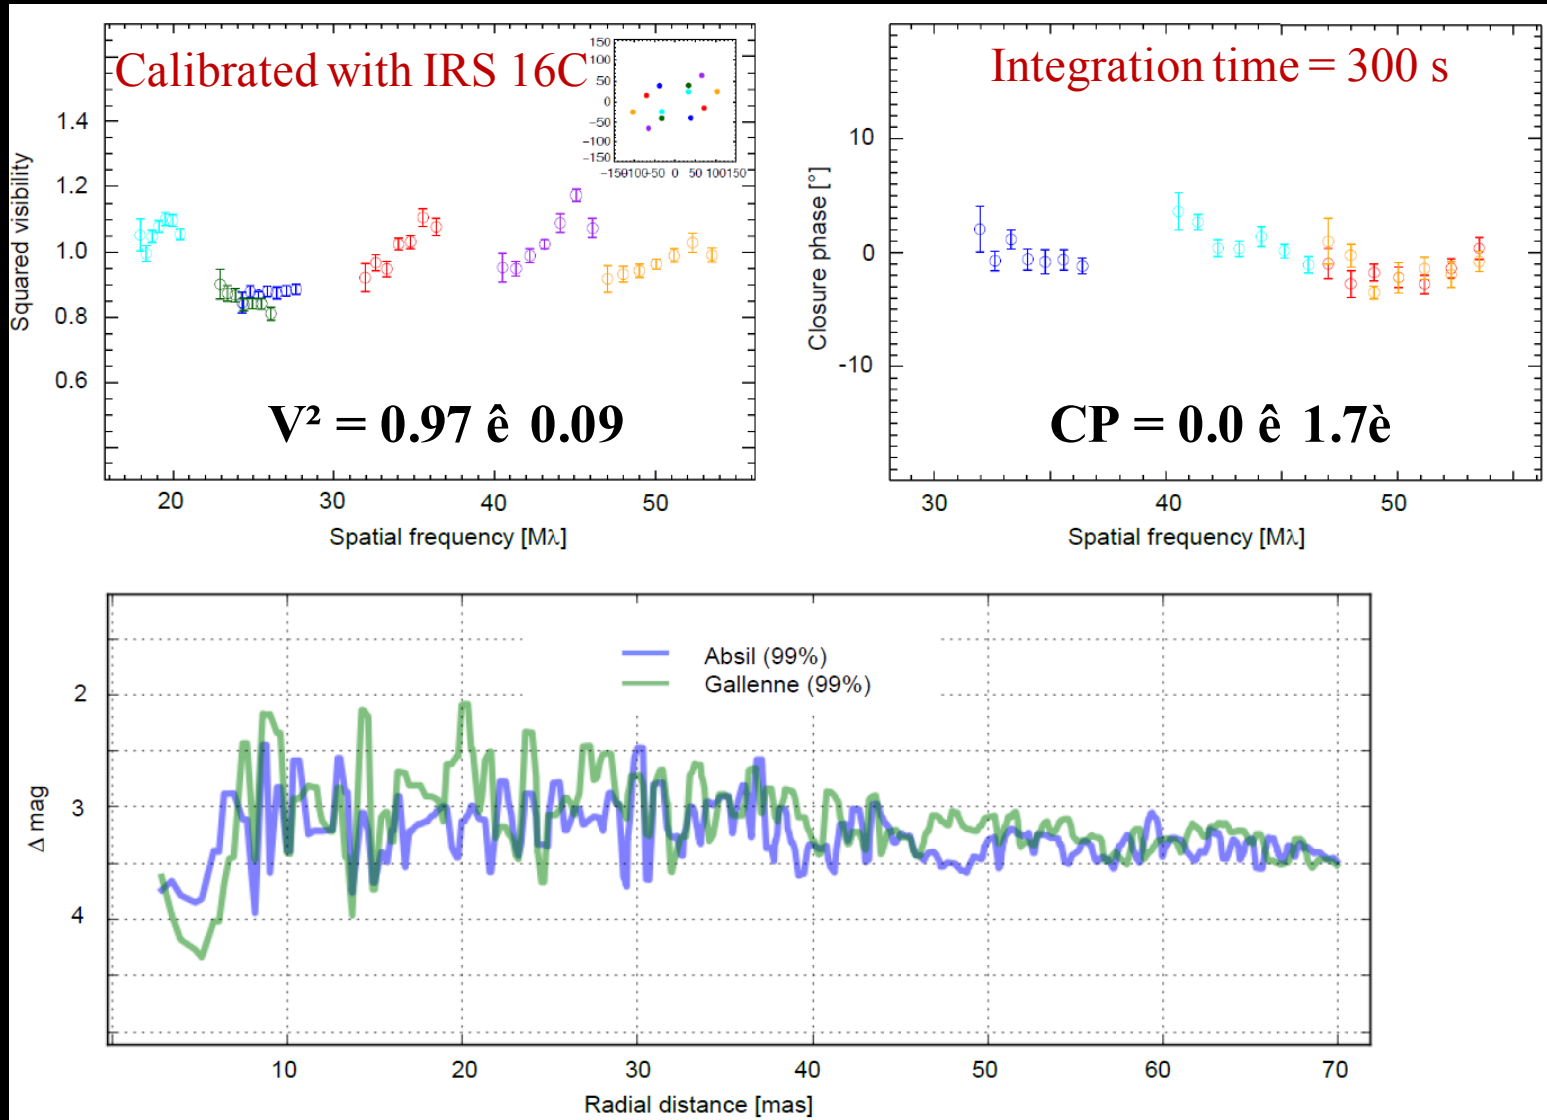 Calibrated with IRS 16C
Squared visibility
1.4
1.2
1.0
0.8
0.6
150
100
50
0
−50
−100
−150
−150−100−50 0 50 100150
V² = 0.97 ê 0.09
20 30 40 50
Spatial frequency [Mλ]
Integration time = 300 s
Closure phase [°]
10
0
-10
CP = 0.0 ê 1.7è
30 40 50
Spatial frequency [Mλ]
Absil (99%)
Gallenne (99%)
Δ mag
2
3
4
10 20 30 40 50 60 70
Radial distance [mas]